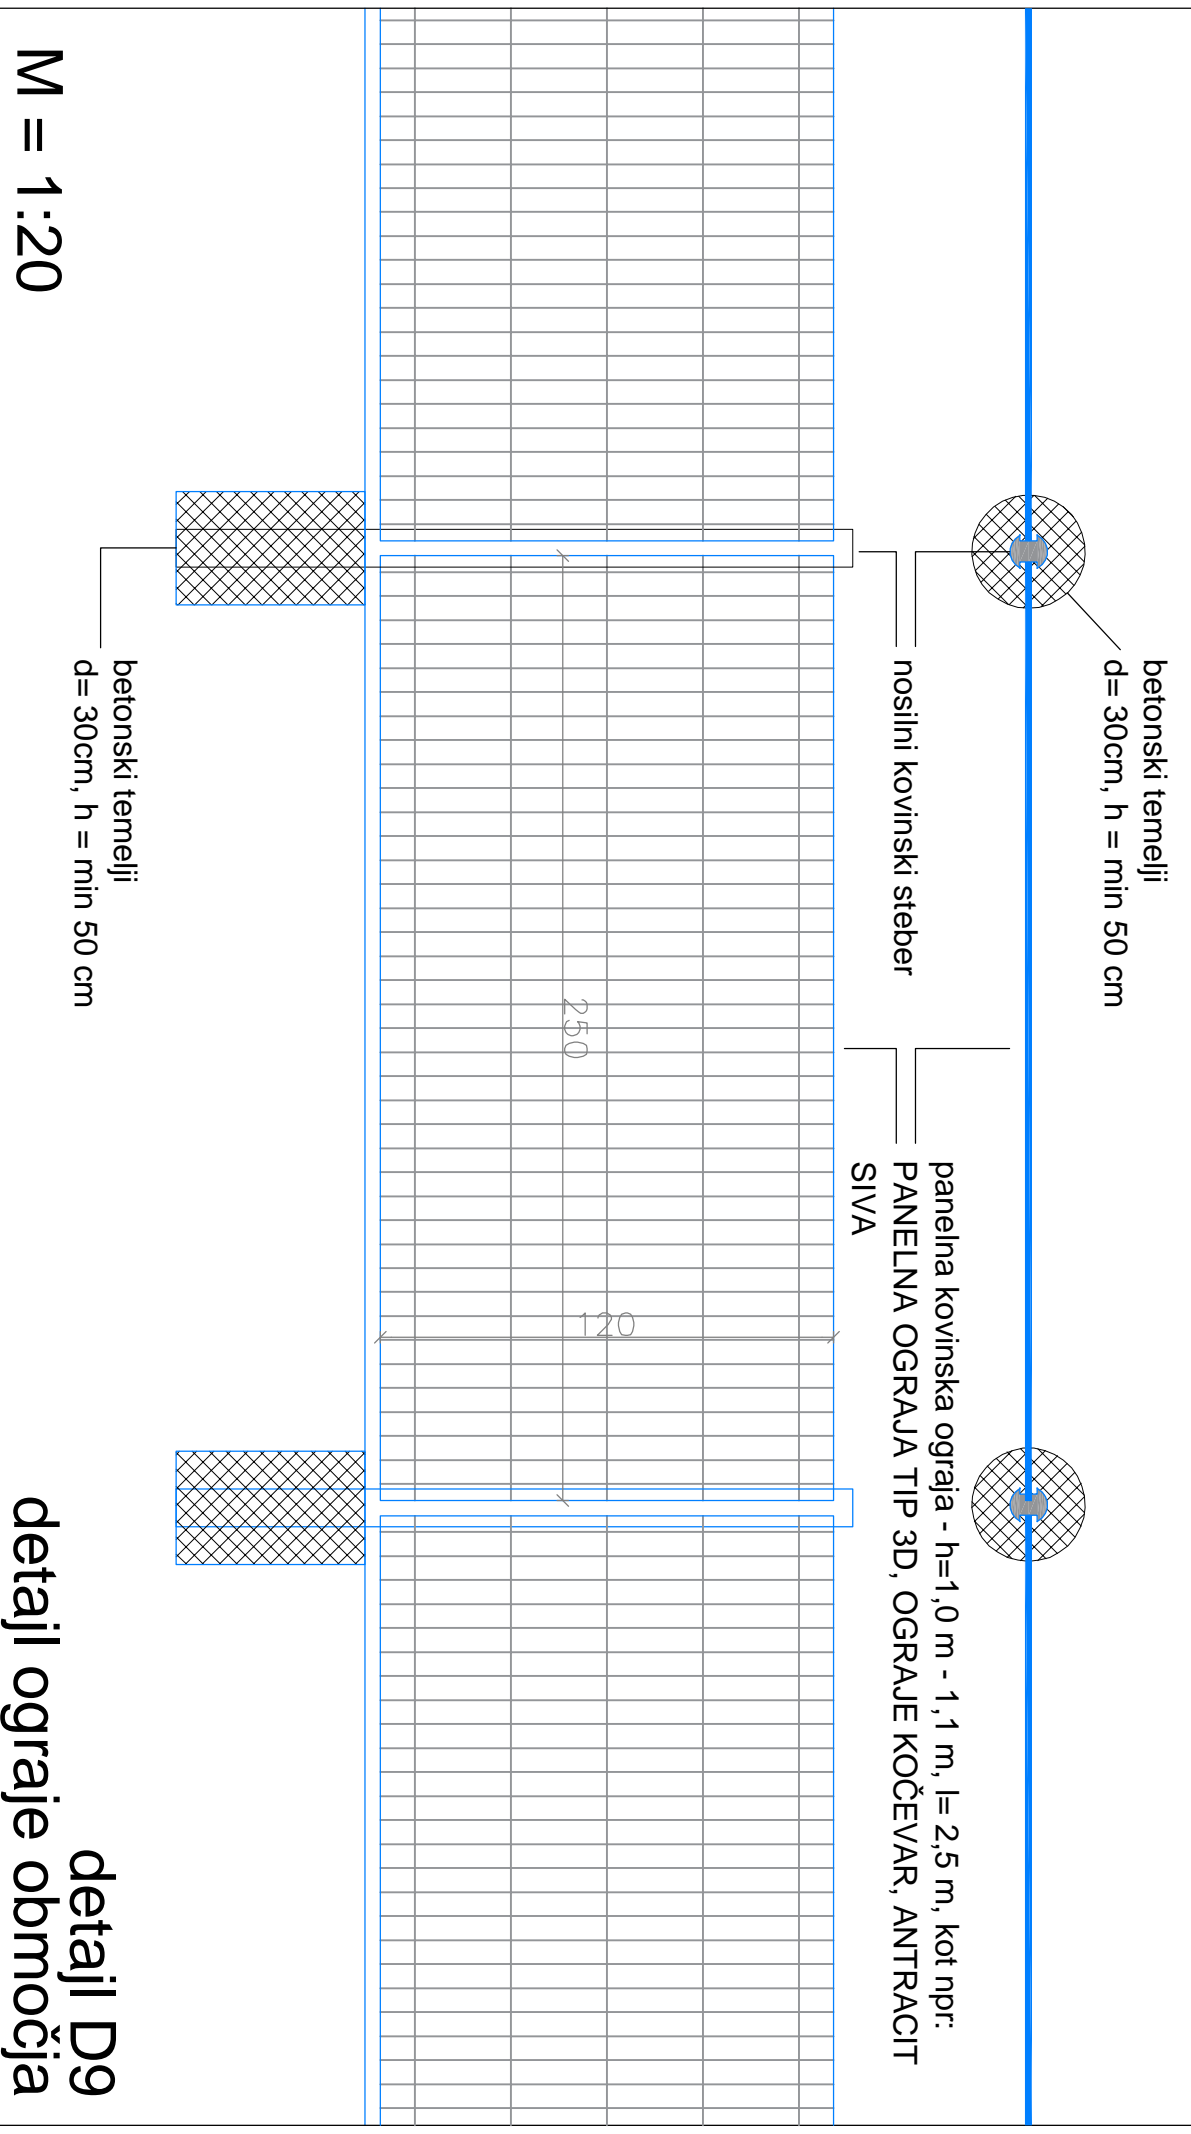 betonski temelji
d= 30cm, h = min 50 cm
nosilni kovinski steber
panelna kovinska ograja - h=1,0 m - 1,1 m, l= 2,5 m, kot npr:
PANELNA OGRAJA TIP 3D, OGRAJE KOČEVAR, ANTRACIT
SIVA
250
120
betonski temelji
d= 30cm, h = min 50 cm
M = 1:20
detajl D9
detajl ograje območja